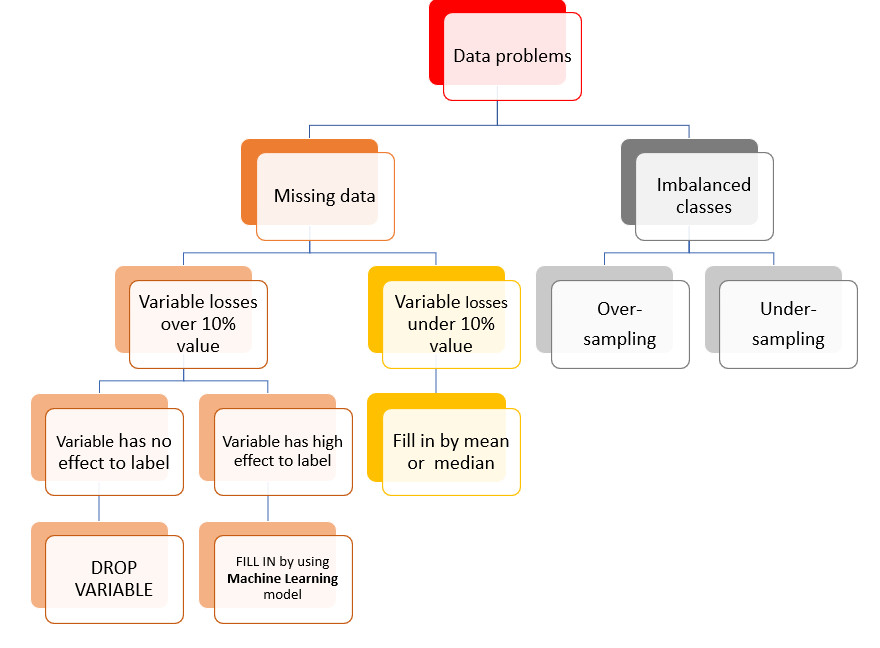 Data problems
Missing data
Imbalanced
classes
Variable losses
over 10%
value
Variable losses
under 10%
value
Over-
sampling
Under-
sampling
Variable has no
effect to label
Variable has high
effect to label
Fill in by mean
or median
DROP
VARIABLE
FILL IN by using
Machine Learning
model